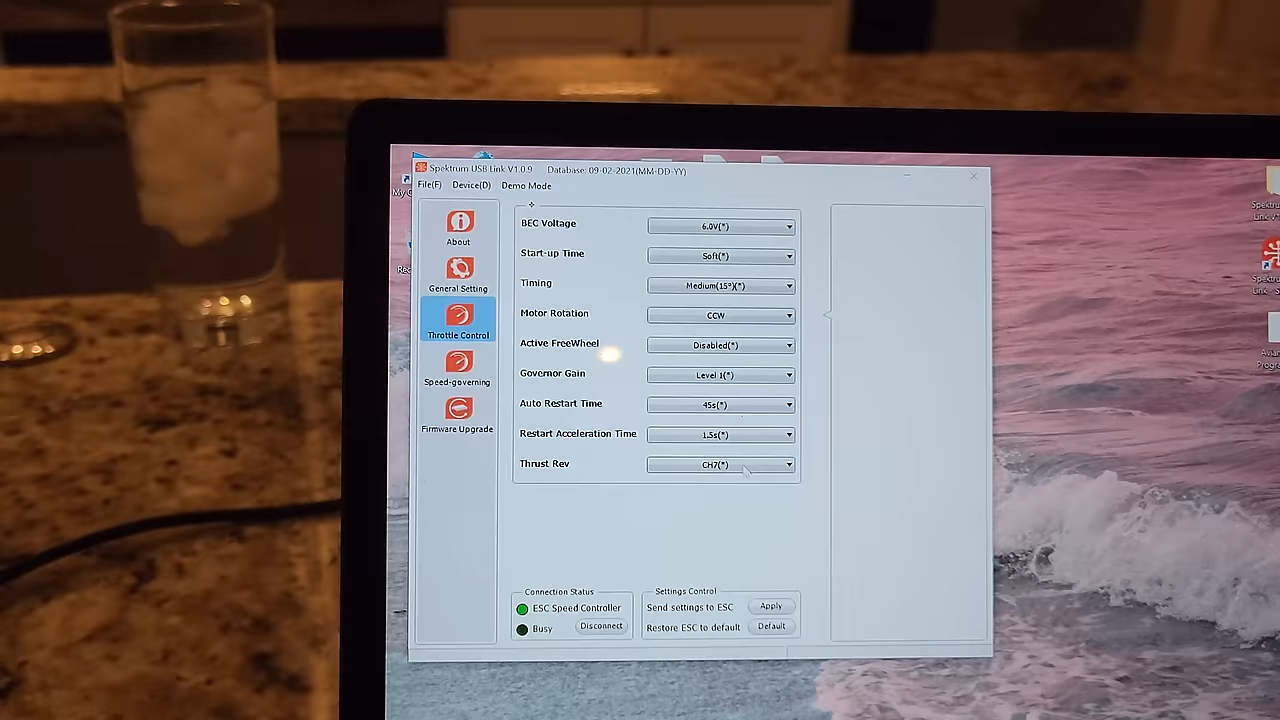 Spektrum USB Link V1.0.9 Database: 09-02-2021(MM-DD-YY)
File(F) Device(D) Demo Mode
About
General Setting
Throttle Control
Speed-governing
Firmware Upgrade
BEC Voltage 6.0V(*)
Start-up Time Soft(*)
Timing Medium(15°)(*)
Motor Rotation CCW
Active FreeWheel Disabled(*)
Governor Gain Level 1(*)
Auto Restart Time 45s(*)
Restart Acceleration Time 1.5s(*)
Thrust Rev CH7(*)
Connection Status
ESC Speed Controller
Busy Disconnect
Settings Control
Send settings to ESC Apply
Restore ESC to default Default
Spektrum
Link